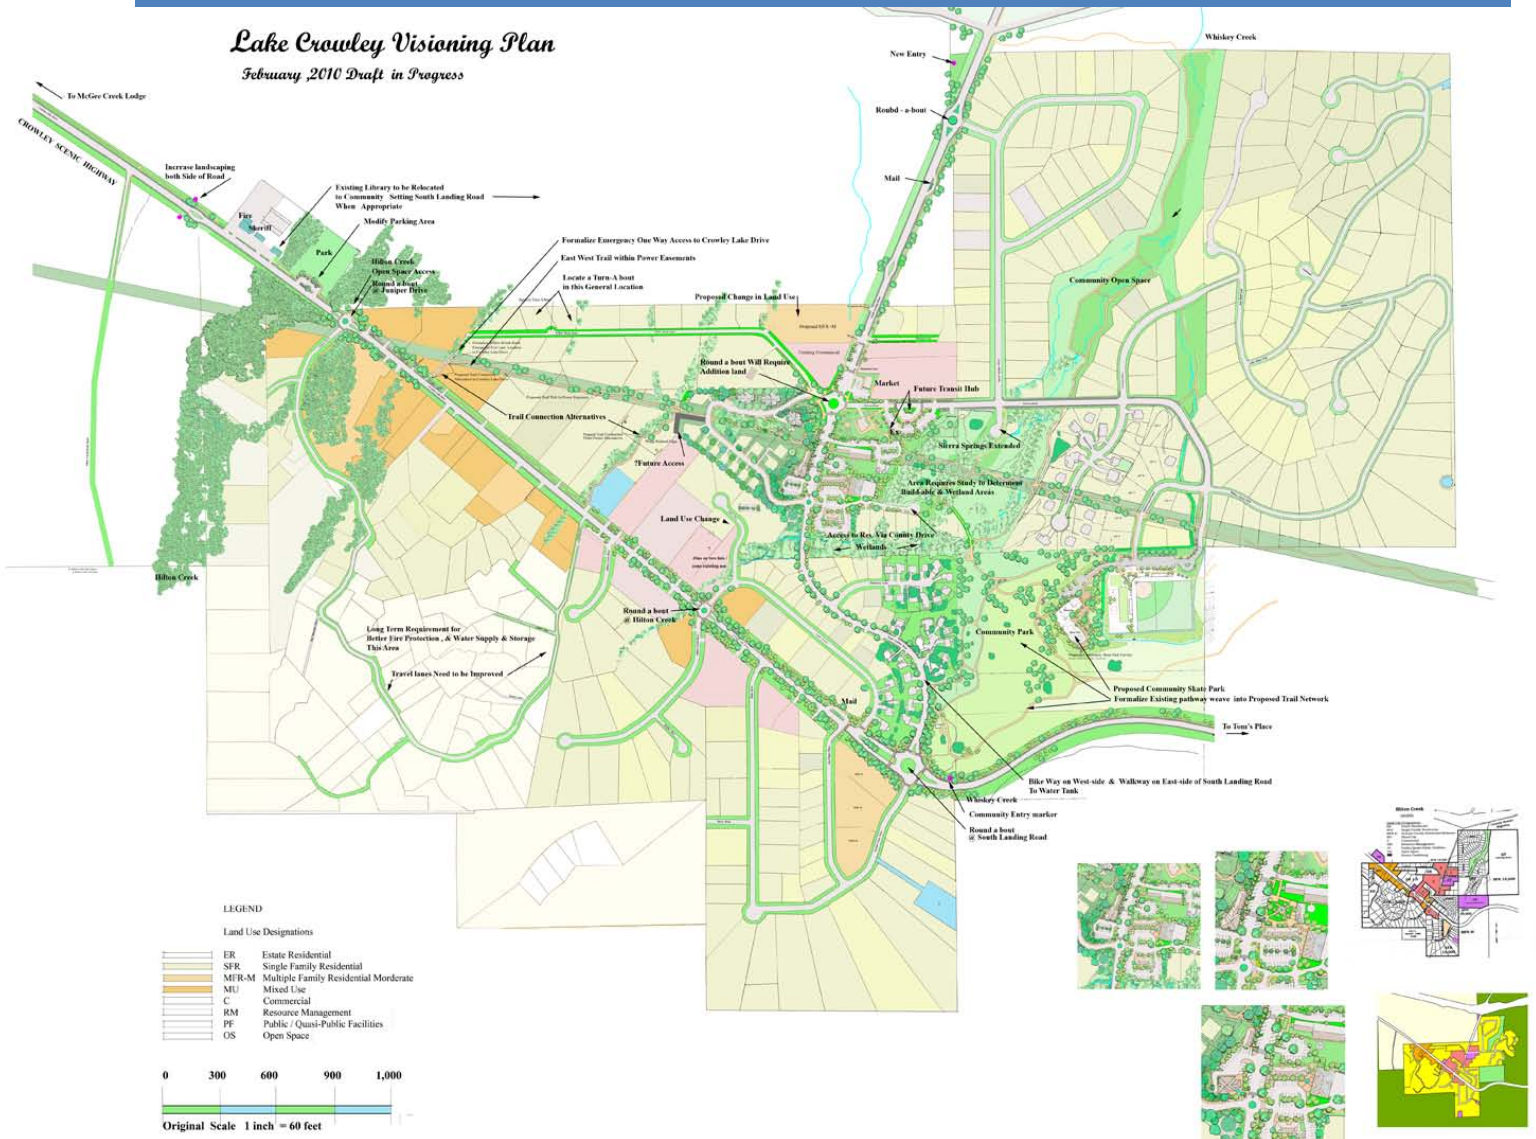 Lake Crowley Visioning Plan
February ,2010 Draft in Progress
To McGee Creek Lodge
CROWLEY SCENIC HIGHWAY
Increase landscaping
both Side of Road
Fire
Sheriff
Existing Library to be Relocated
to Community Setting South Landing Road
When Appropriate
Modify Parking Area
Park
Hilton Creek
Open Space Access
Round a bout
@ Juniper Drive
Formalize Emergency One Way Access to Crowley Lake Drive
East West Trail within Power Easements
Locate a Turn-A bout
in this General Location
Proposed Change in Land Use
New Entry
Roubd - a-bout
Mail
Whiskey Creek
Community Open Space
Round a bout Will Require
Addition land
Market
Future Transit Hub
Trail Connection Alternatives
?Future Access
Sierra Springs Extended
Area Requires Study to Determent
Build-able & Wetland Areas
Land Use Change
Access to Res. Via County Drive
Wetlands
Hilton Creek
Round a bout
@ Hilton Creek
Long Term Requirement for
Better Fire Protection , & Water Supply & Storage
This Area
Travel lanes Need to be Improved
Community Park
Mail
Proposed Community Skate Park
Formalize Existing pathway weave into Proposed Trail Network
To Tom's Place
Bike Way on West-side & Walkway on East-side of South Landing Road
To Water Tank
Whiskey Creek
Community Entry marker
Round a bout
@ South Landing Road
Hilton Creek
LEGEND
Land Use Designations
ER Estate Residential
SFR Single Family Residential
MFR-M Multiple Family Residential Morderate
MU Mixed Use
C Commercial
RM Resource Management
PF Public / Quasi-Public Facilities
OS Open Space
0 300 600 900 1,000
Original Scale 1 inch = 60 feet